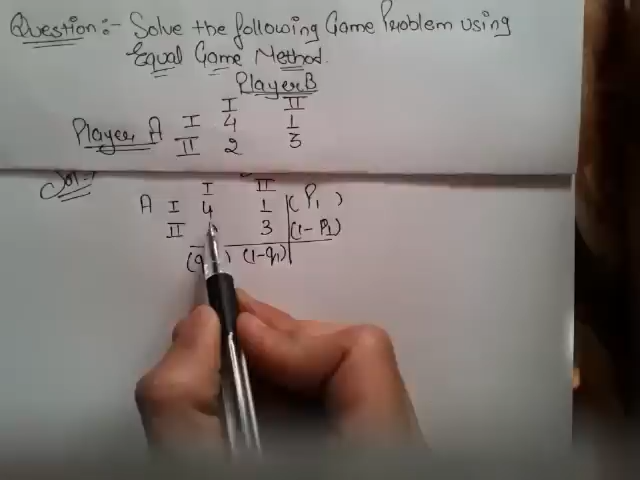 Question:- Solve the following Game Problem using
Equal Game Method.
Player B
I II
Player A I 4 1
II 2 3
Sol:-
I II
A I 4 1 (P1)
II 3 (1-P1)
(q1) (1-q1)